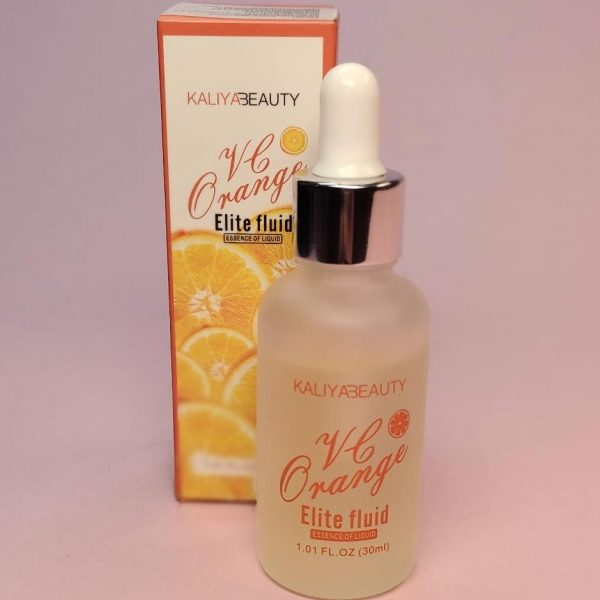 KALIYABEAUTY
VC
Orange
Elite fluid
ESSENCE OF LIQUID
KALIYABEAUTY
VC
Orange
Elite fluid
ESSENCE OF LIQUID
1.01 FL.OZ (30ml)